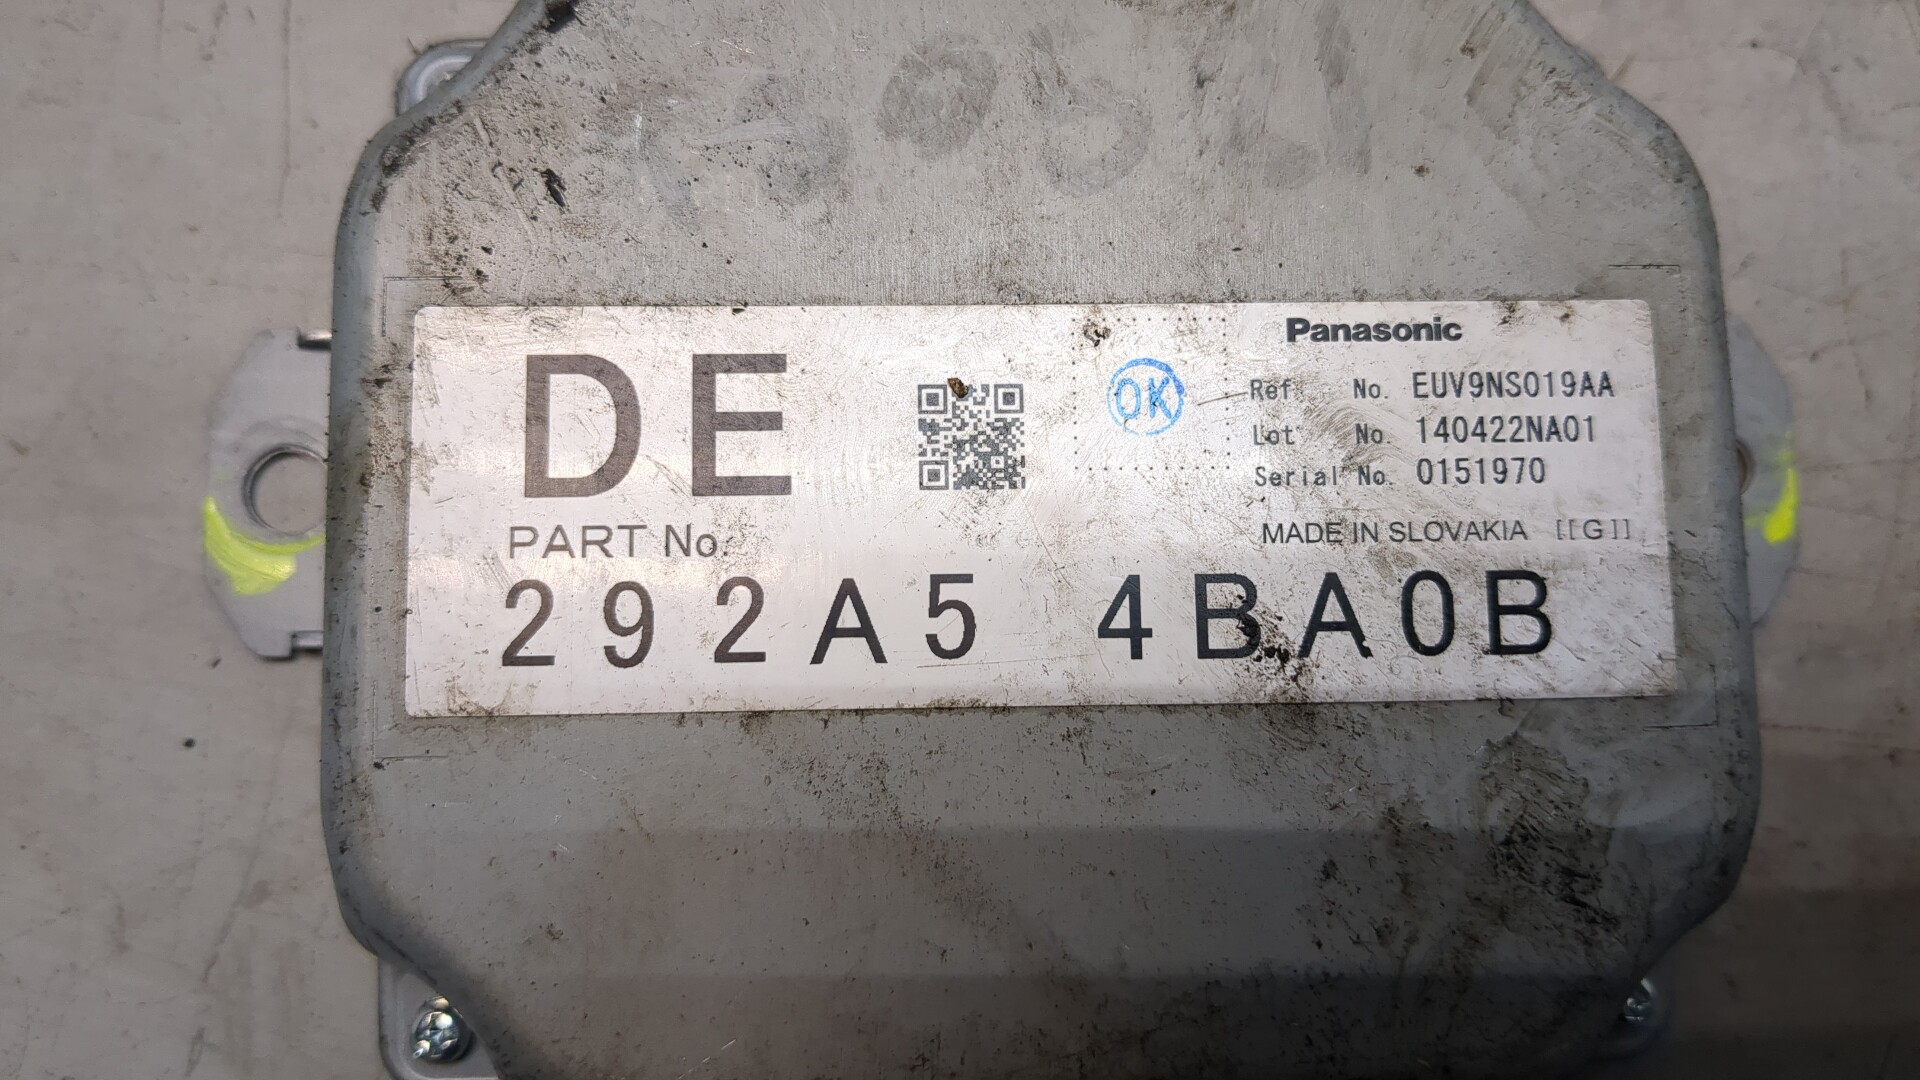 DE
OK
Panasonic
Ref No. EUV9NS019AA
Lot No. 140422NA01
Serial No. 0151970
MADE IN SLOVAKIA [[G]]
PART No.
292A5 4BA0B